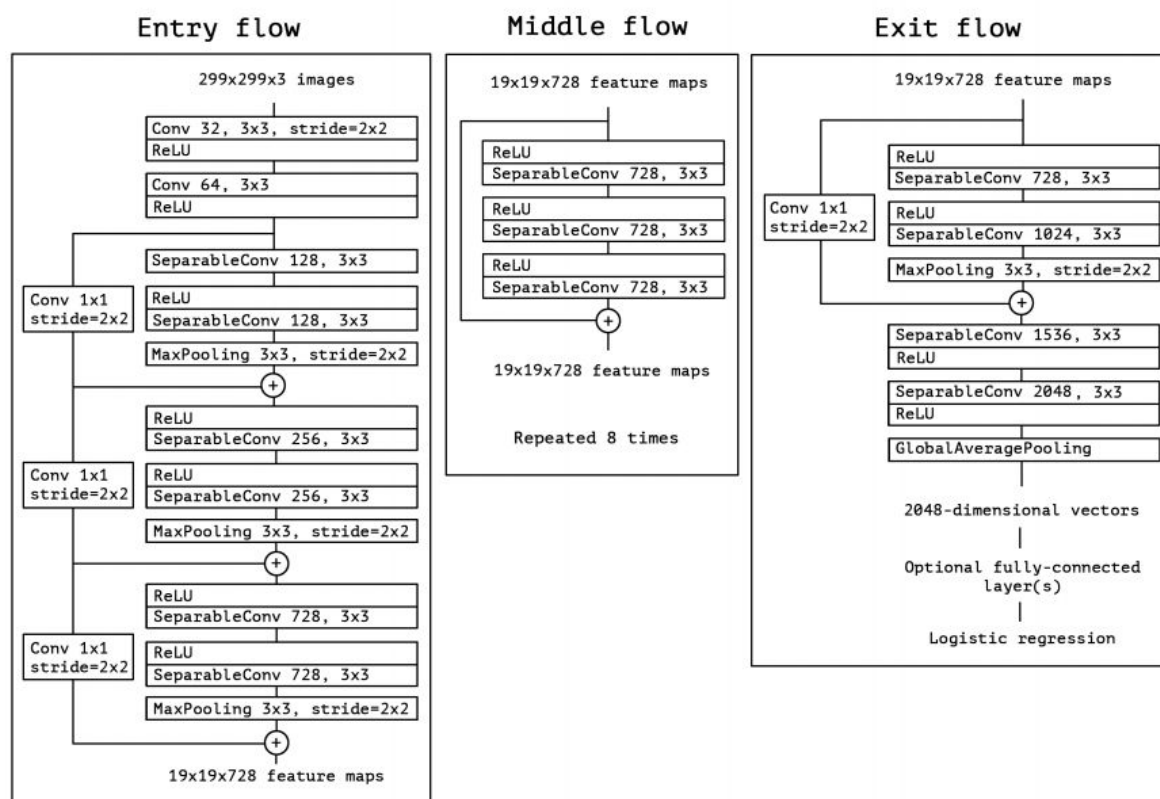 Entry flow
299x299x3 images
Conv 32, 3x3, stride=2x2
ReLU
Conv 64, 3x3
ReLU
SeparableConv 128, 3x3
Conv 1x1
stride=2x2
ReLU
SeparableConv 128, 3x3
MaxPooling 3x3, stride=2x2
+
ReLU
SeparableConv 256, 3x3
Conv 1x1
stride=2x2
ReLU
SeparableConv 256, 3x3
MaxPooling 3x3, stride=2x2
+
ReLU
SeparableConv 728, 3x3
Conv 1x1
stride=2x2
ReLU
SeparableConv 728, 3x3
MaxPooling 3x3, stride=2x2
+
19x19x728 feature maps
Middle flow
19x19x728 feature maps
ReLU
SeparableConv 728, 3x3
ReLU
SeparableConv 728, 3x3
ReLU
SeparableConv 728, 3x3
+
19x19x728 feature maps
Repeated 8 times
Exit flow
19x19x728 feature maps
ReLU
SeparableConv 728, 3x3
Conv 1x1
stride=2x2
ReLU
SeparableConv 1024, 3x3
MaxPooling 3x3, stride=2x2
+
SeparableConv 1536, 3x3
ReLU
SeparableConv 2048, 3x3
ReLU
GlobalAveragePooling
2048-dimensional vectors
Optional fully-connected
layer(s)
Logistic regression